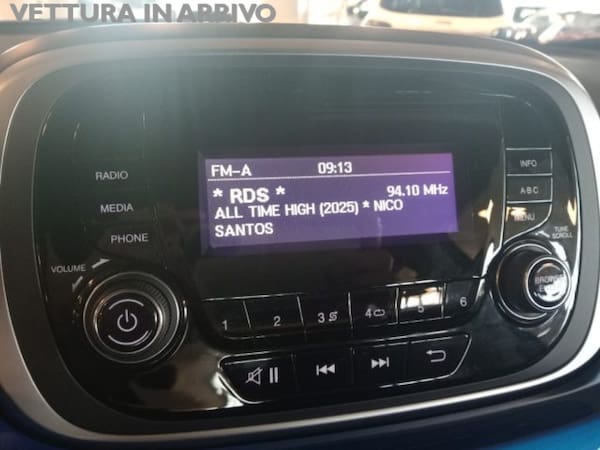 VETTURA IN ARRIVO
FM-A 09:13
* RDS * 94.10 MHz
ALL TIME HIGH (2025) * NICO
SANTOS
RADIO
MEDIA
PHONE
VOLUME
INFO
A-B-C
MENU
TUNE
SCROLL
BROWSE
1 2 3 4 5 6